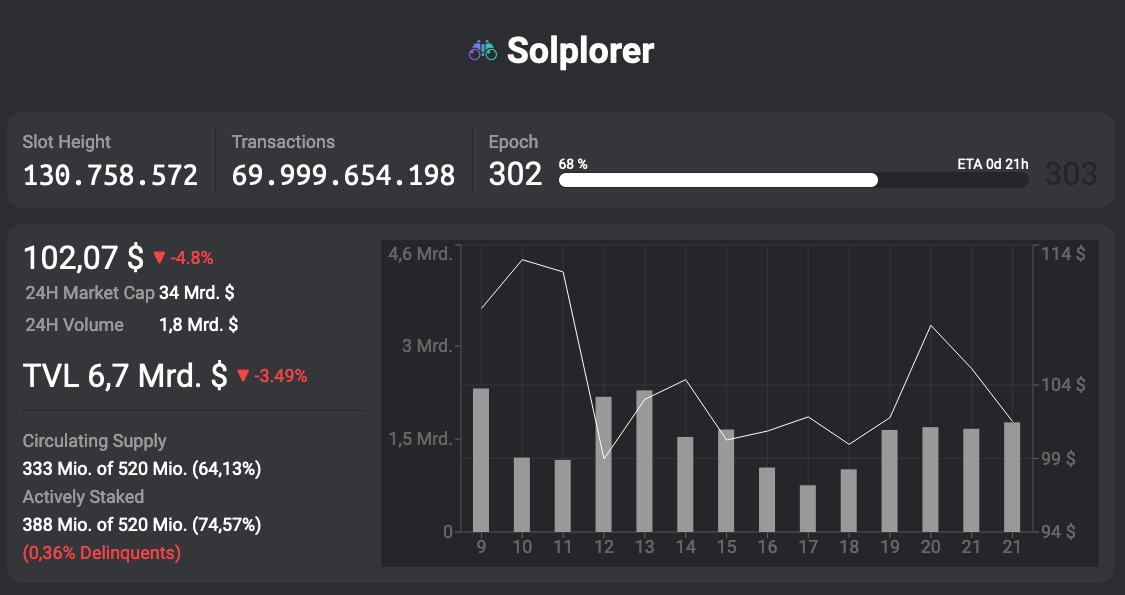 Solplorer
Slot Height
130.758.572
Transactions
69.999.654.198
Epoch
302
68 %
ETA 0d 21h
303
102,07 $ ▼ -4.8%
24H Market Cap 34 Mrd. $
24H Volume 1,8 Mrd. $
TVL 6,7 Mrd. $ ▼ -3.49%
Circulating Supply
333 Mio. of 520 Mio. (64,13%)
Actively Staked
388 Mio. of 520 Mio. (74,57%)
(0,36% Delinquents)
4,6 Mrd.
3 Mrd.
1,5 Mrd.
0
114 $
104 $
99 $
94 $
9 10 11 12 13 14 15 16 17 18 19 20 21 21